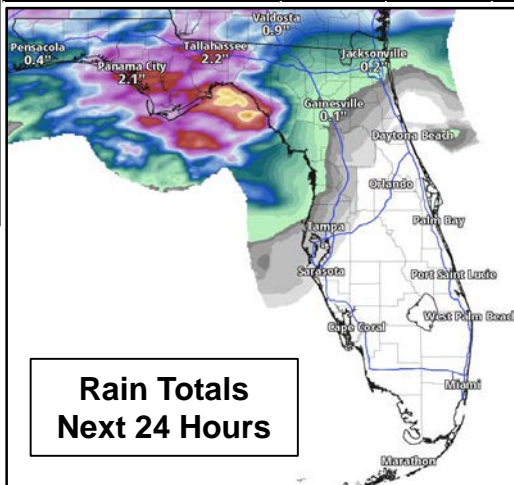 Valdosta
0.9"
Pensacola
0.4"
Tallahassee
2.2"
Jacksonville
0.2"
Panama City
2.1"
Gainesville
0.1"
Daytona Beach
Orlando
Tampa
Palm Bay
Sarasota
Port Saint Lucie
Cape Coral
West Palm Beach
Miami
Marathon
Rain Totals
Next 24 Hours